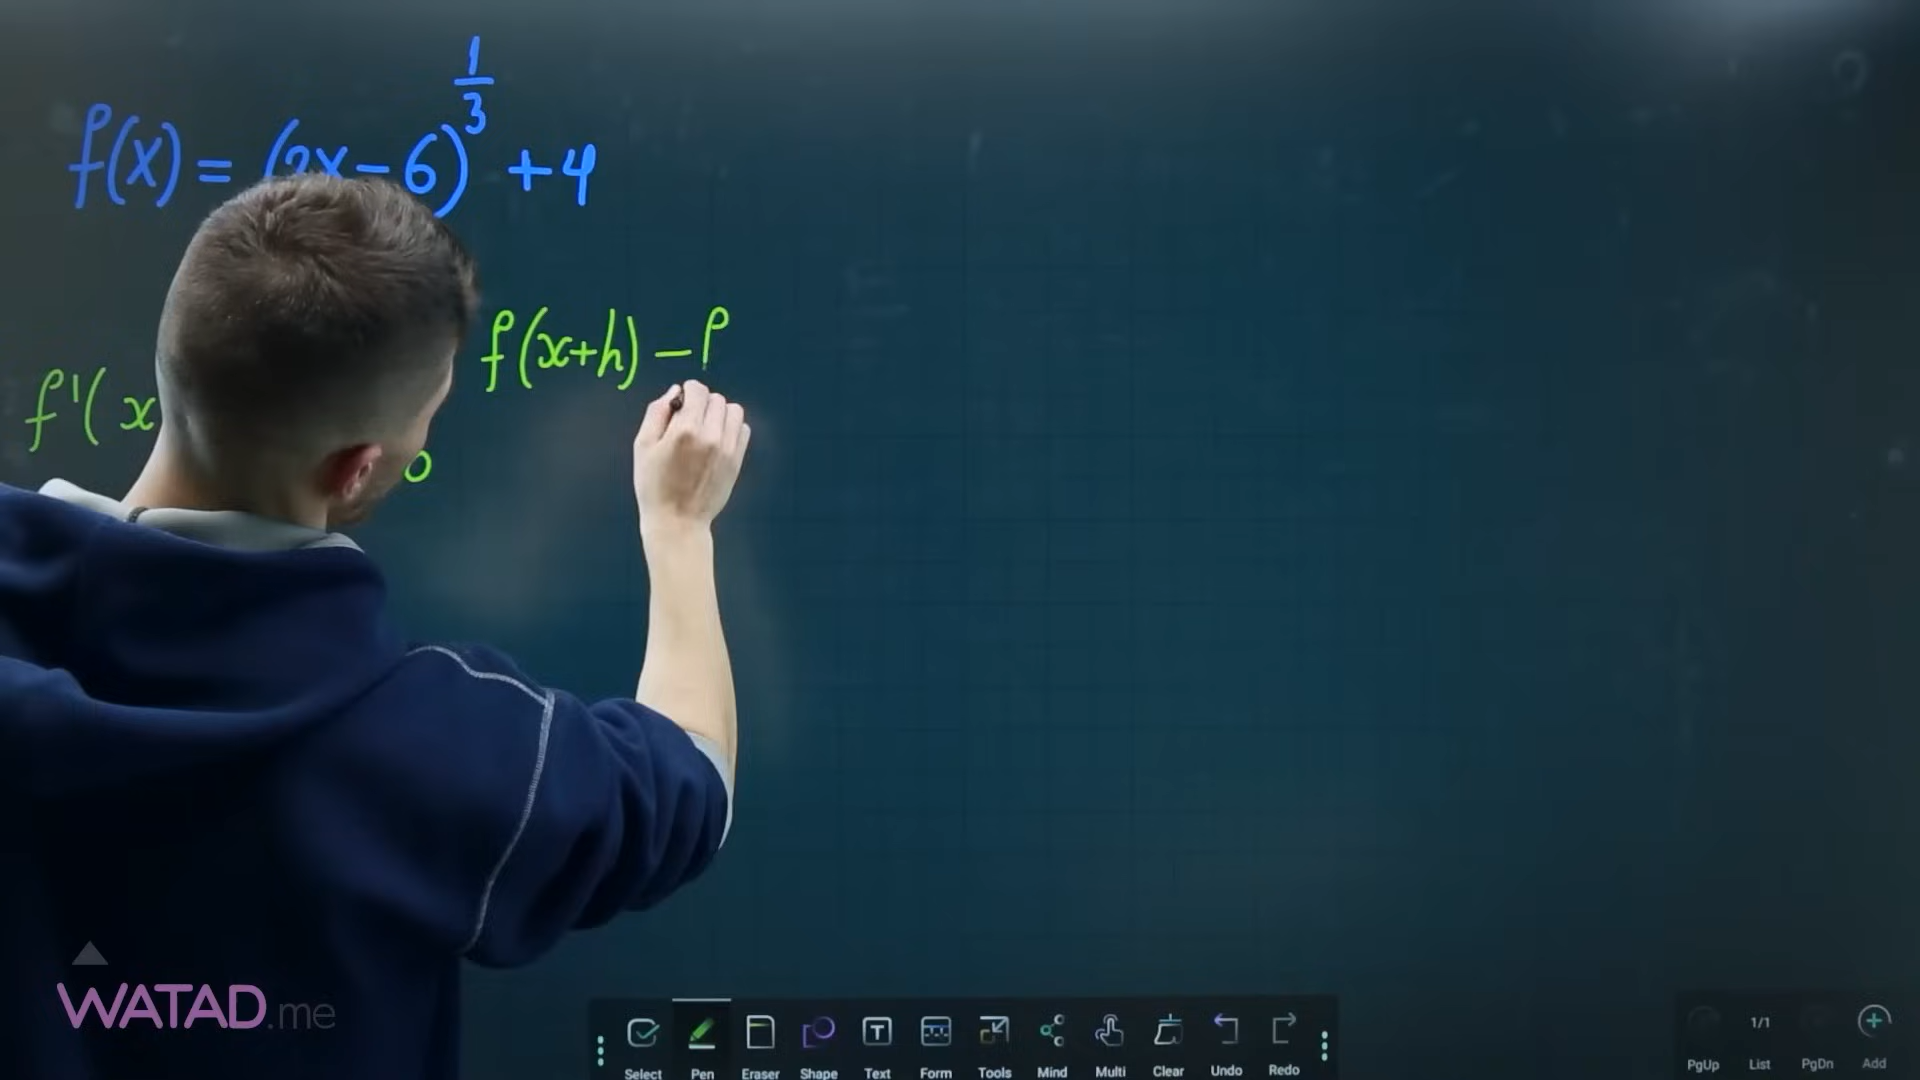 f(x) = (2x-6)^{1/3} + 4
f(x+h) - f
f'(x
0
WATAD.me
Select Pen Eraser Shape Text Form Tools Mind Multi Clear Undo Redo
1/1
PgUp List PgDn Add